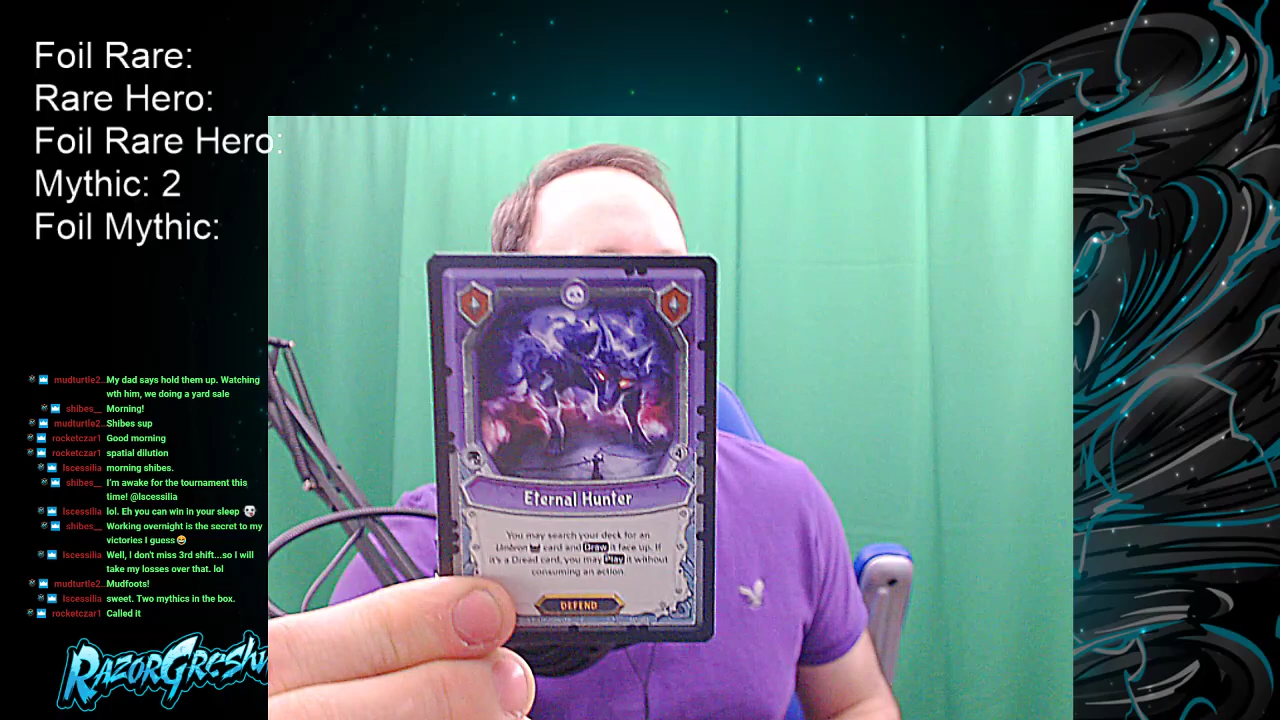 Foil Rare:
Rare Hero:
Foil Rare Hero:
Mythic: 2
Foil Mythic:
mudturtle2.. My dad says hold them up. Watching
wth him, we doing a yard sale
shibes__ Morning!
mudturtle2.. Shibes sup
rocketczar1 Good morning
rocketczar1 spatial dilution
lscessilia morning shibes.
shibes__ I'm awake for the tournament this
time! @lscessilia
lscessilia lol. Eh you can win in your sleep
shibes__ Working overnight is the secret to my
victories I guess
lscessilia Well, I don't miss 3rd shift...so I will
take my losses over that. lol
mudturtle2.. Mudfoots!
lscessilia sweet. Two mythics in the box.
rocketczar1 Called it
4 4
4
Eternal Hunter
You may search your deck for an
Umbron card and Draw it face up. If
it's a Dread card, you may Play it without
consuming an action.
DEFEND